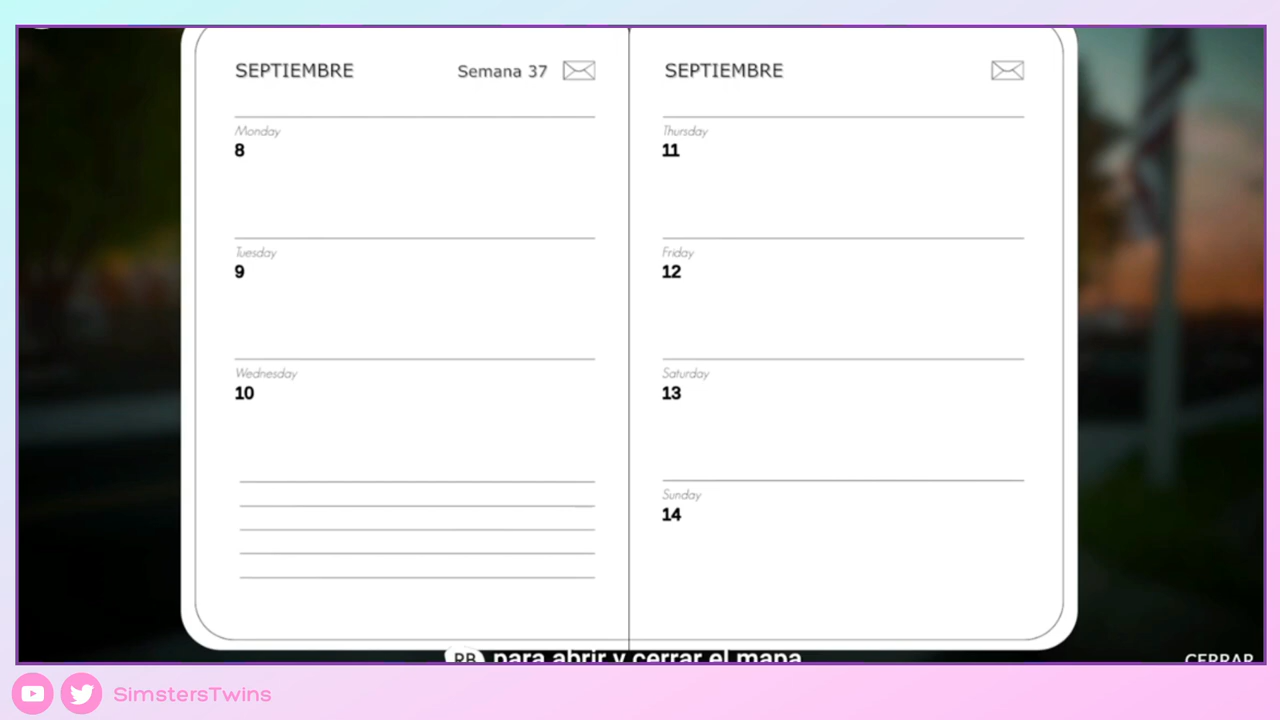 SEPTIEMBRE Semana 37
Monday
8
Tuesday
9
Wednesday
10
SEPTIEMBRE
Thursday
11
Friday
12
Saturday
13
Sunday
14
RB para abrir y cerrar el mapa
CERRAR
SimstersTwins